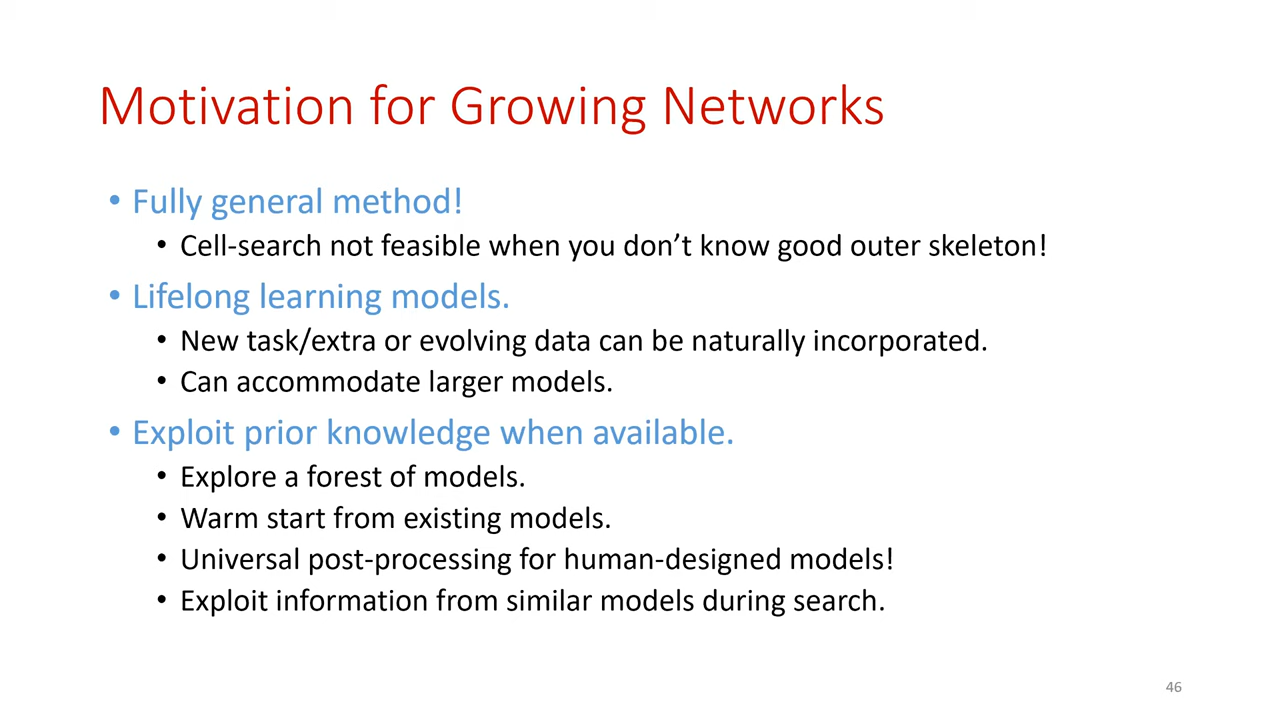 Motivation for Growing Networks
• Fully general method!
• Cell-search not feasible when you don’t know good outer skeleton!
• Lifelong learning models.
• New task/extra or evolving data can be naturally incorporated.
• Can accommodate larger models.
• Exploit prior knowledge when available.
• Explore a forest of models.
• Warm start from existing models.
• Universal post-processing for human-designed models!
• Exploit information from similar models during search.
46